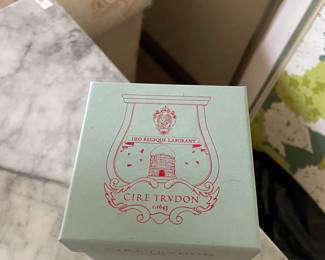 DEO REGIQUE LABORANT
CIRE TRVDON
c.1643